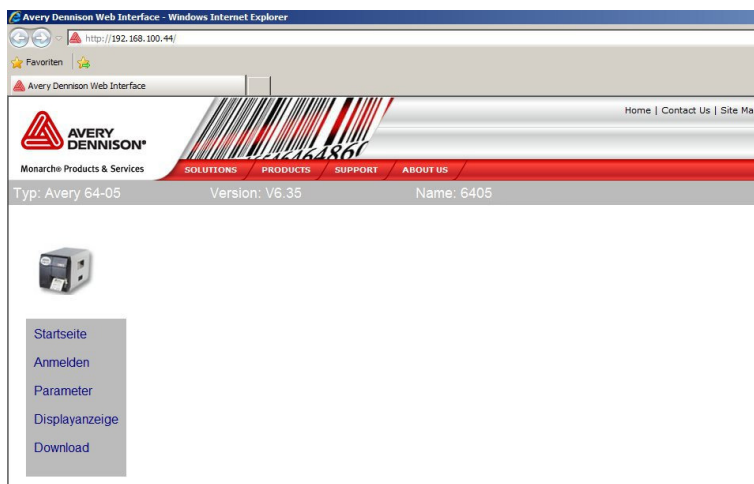 Avery Dennison Web Interface - Windows Internet Explorer
http://192.168.100.44/
Favoriten
Avery Dennison Web Interface
Home | Contact Us | Site Ma
AVERY
DENNISON®
Monarch® Products & Services
SOLUTIONS PRODUCTS SUPPORT ABOUT US
Typ: Avery 64-05 Version: V6.35 Name: 6405
Startseite
Anmelden
Parameter
Displayanzeige
Download